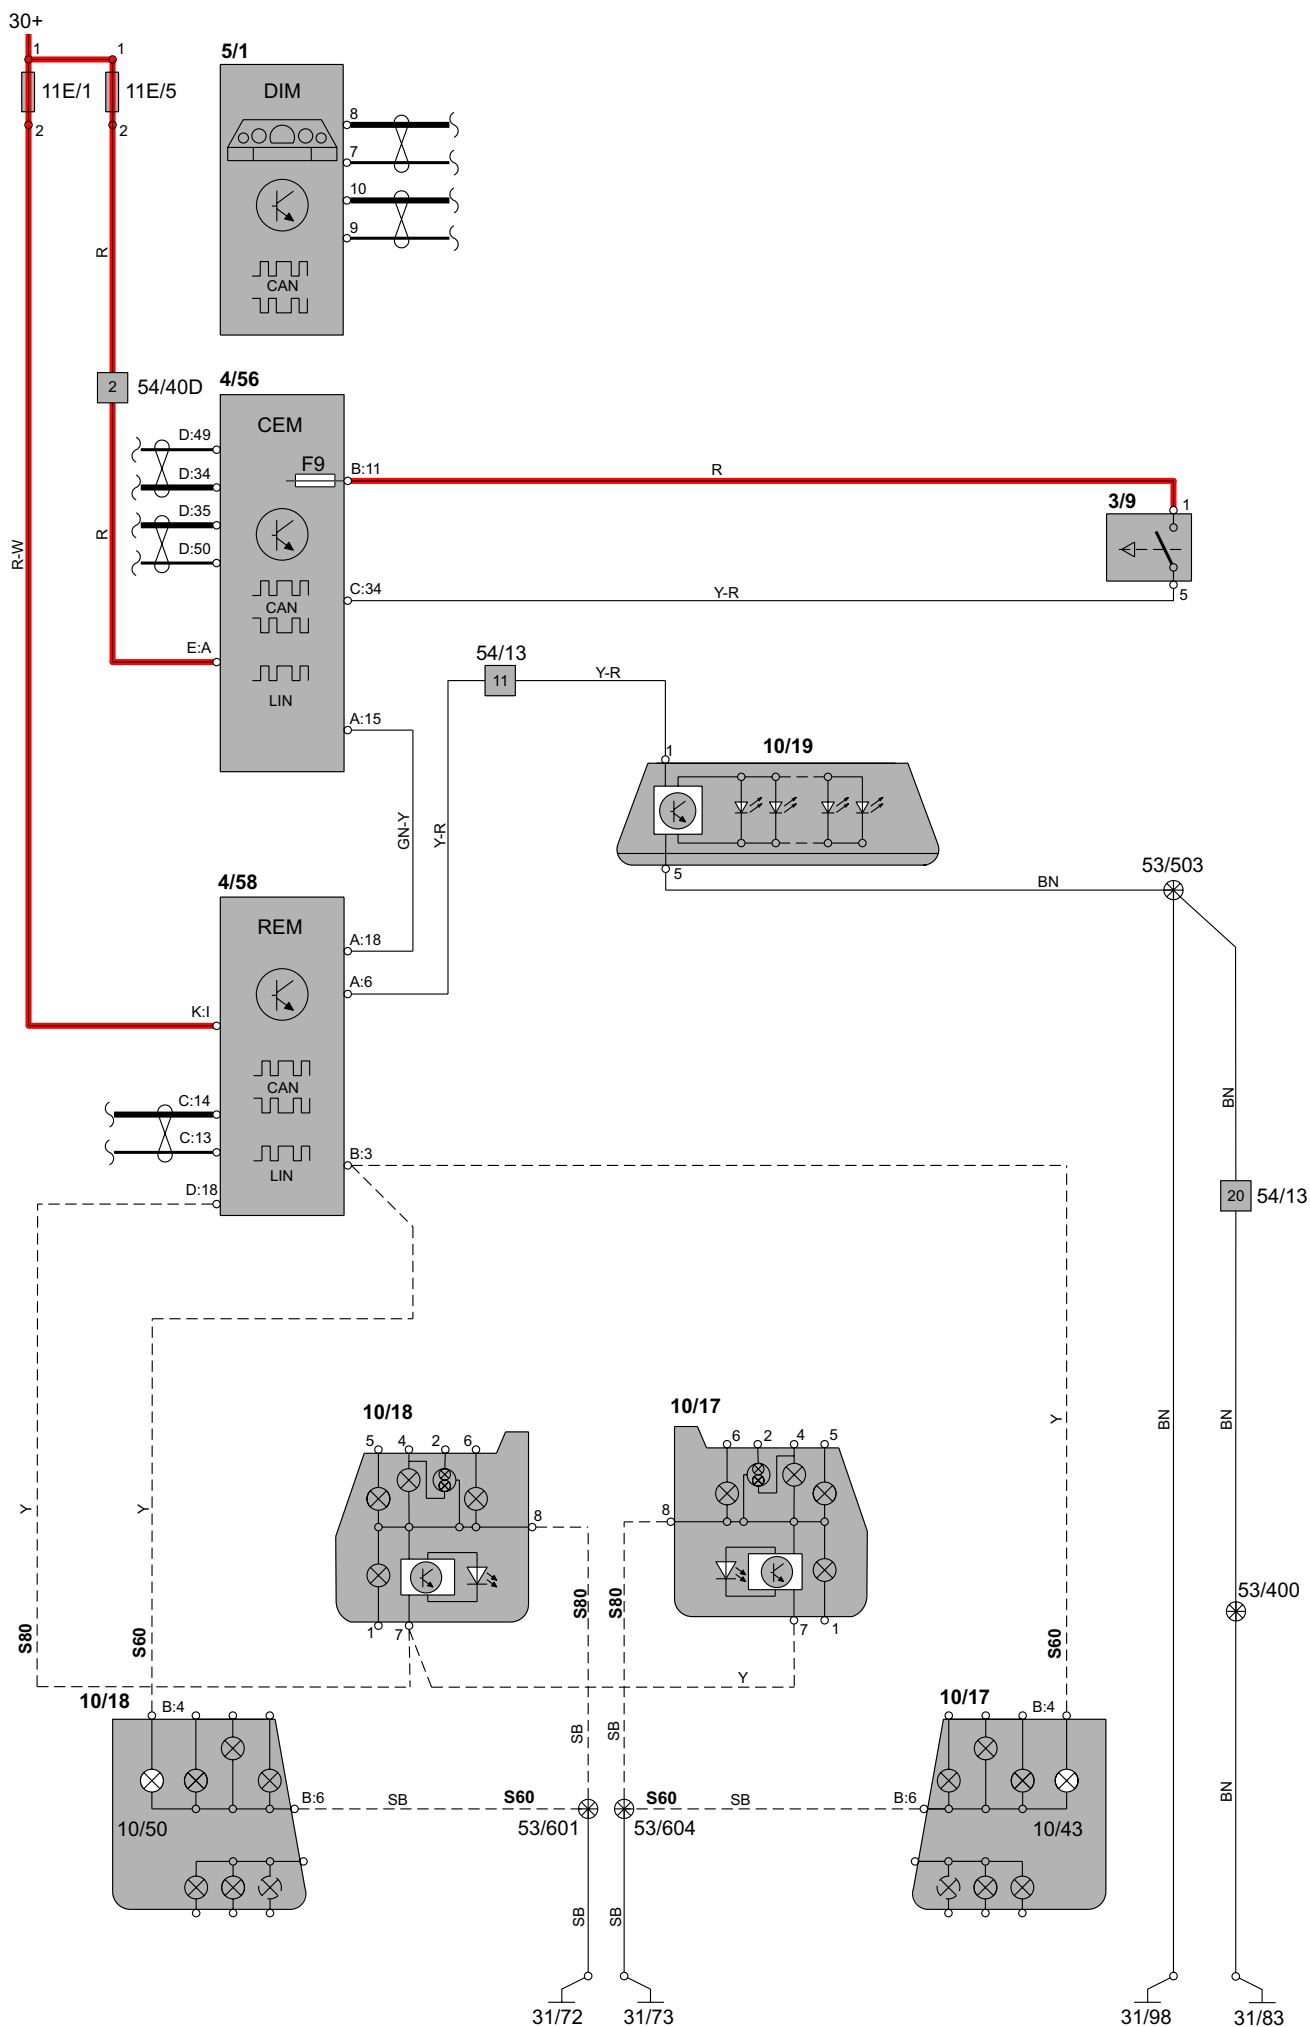 30+
1
1
11E/1
11E/5
2
2
5/1
DIM
8
7
10
9
CAN
R
2
54/40D
4/56
CEM
D:49
F9
B:11
R
D:34
3/9
1
D:35
R
D:50
R-W
CAN
C:34
Y-R
5
E:A
LIN
54/13
11
Y-R
A:15
10/19
1
GN-Y
Y-R
5
BN
53/503
4/58
REM
A:18
A:6
K:I
CAN
C:14
C:13
B:3
LIN
D:18
BN
20
54/13
10/18
10/17
5
4
2
6
6
2
4
5
8
8
Y
Y
Y
BN
BN
S80
S80
53/400
1
7
7
1
S80
S60
S60
Y
10/18
B:4
10/17
B:4
SB
SB
B:6
SB
S60
S60
SB
B:6
10/50
53/601
53/604
10/43
BN
SB
SB
31/72
31/73
31/98
31/83